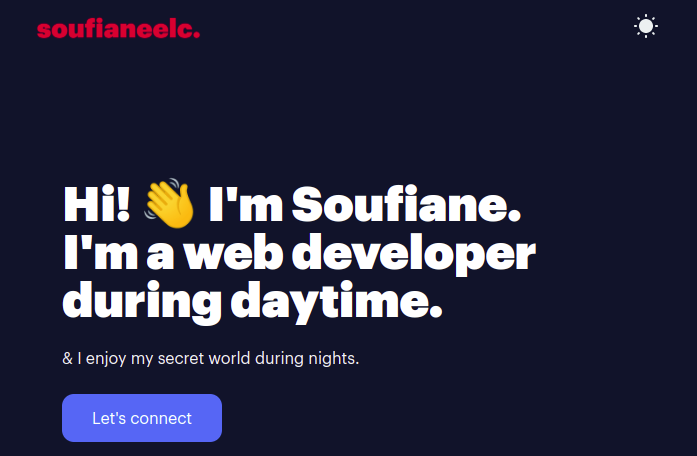 soufianeelc.
Hi! 👋 I'm Soufiane.
I'm a web developer
during daytime.
& I enjoy my secret world during nights.
Let's connect